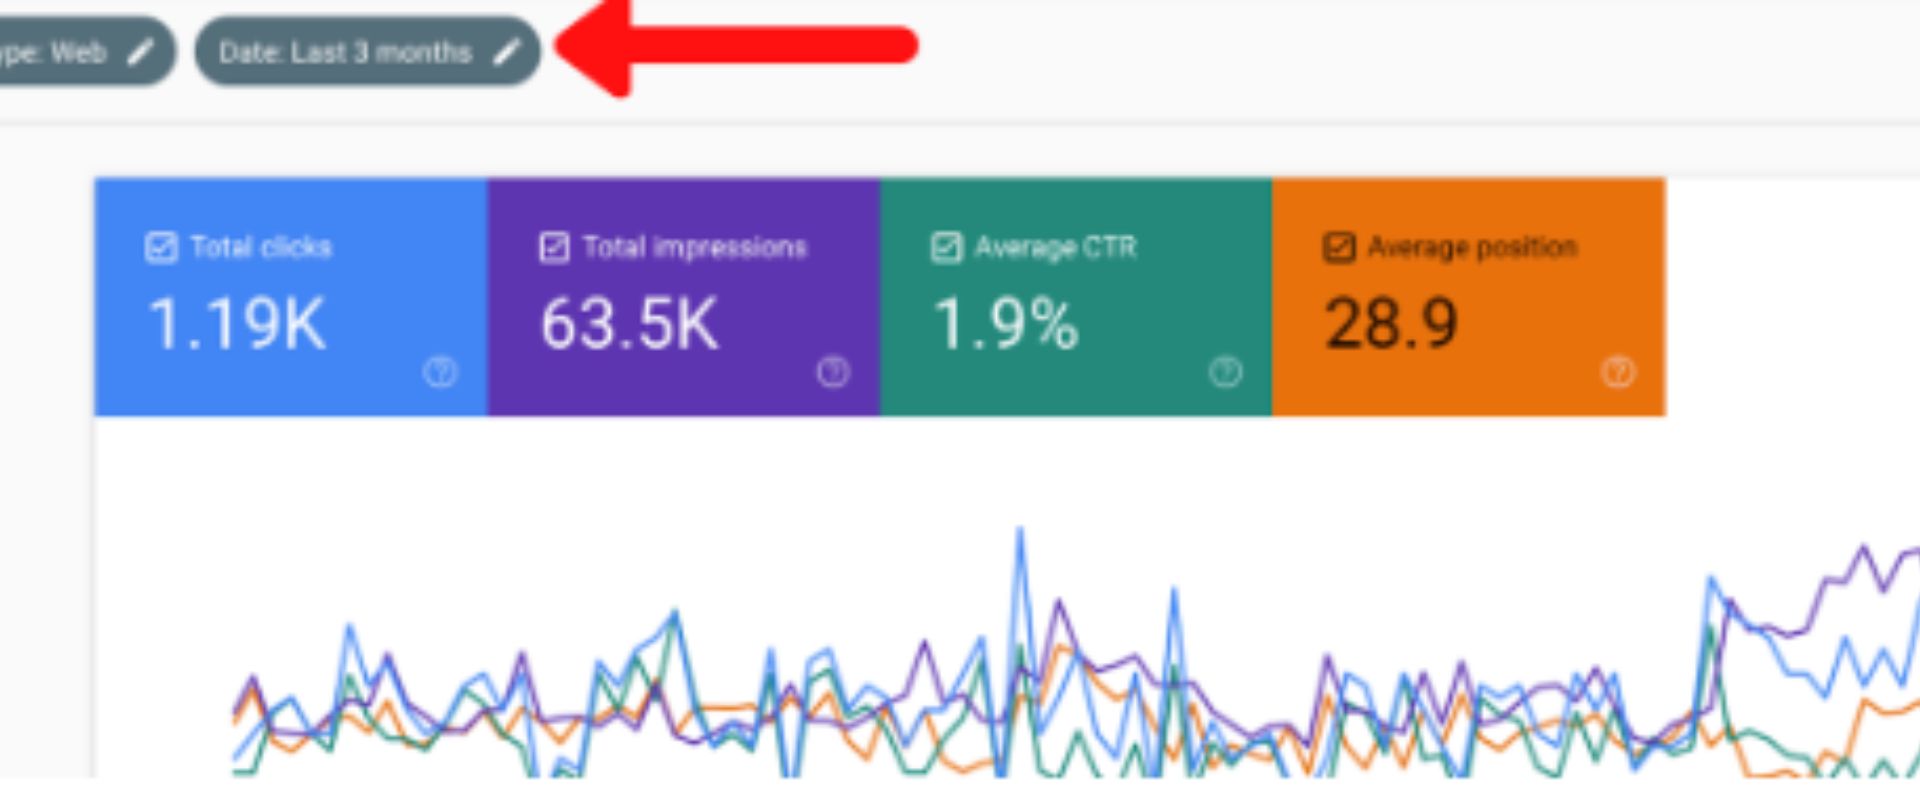 ype: Web
Date: Last 3 months
Total clicks
1.19K
Total impressions
63.5K
Average CTR
1.9%
Average position
28.9